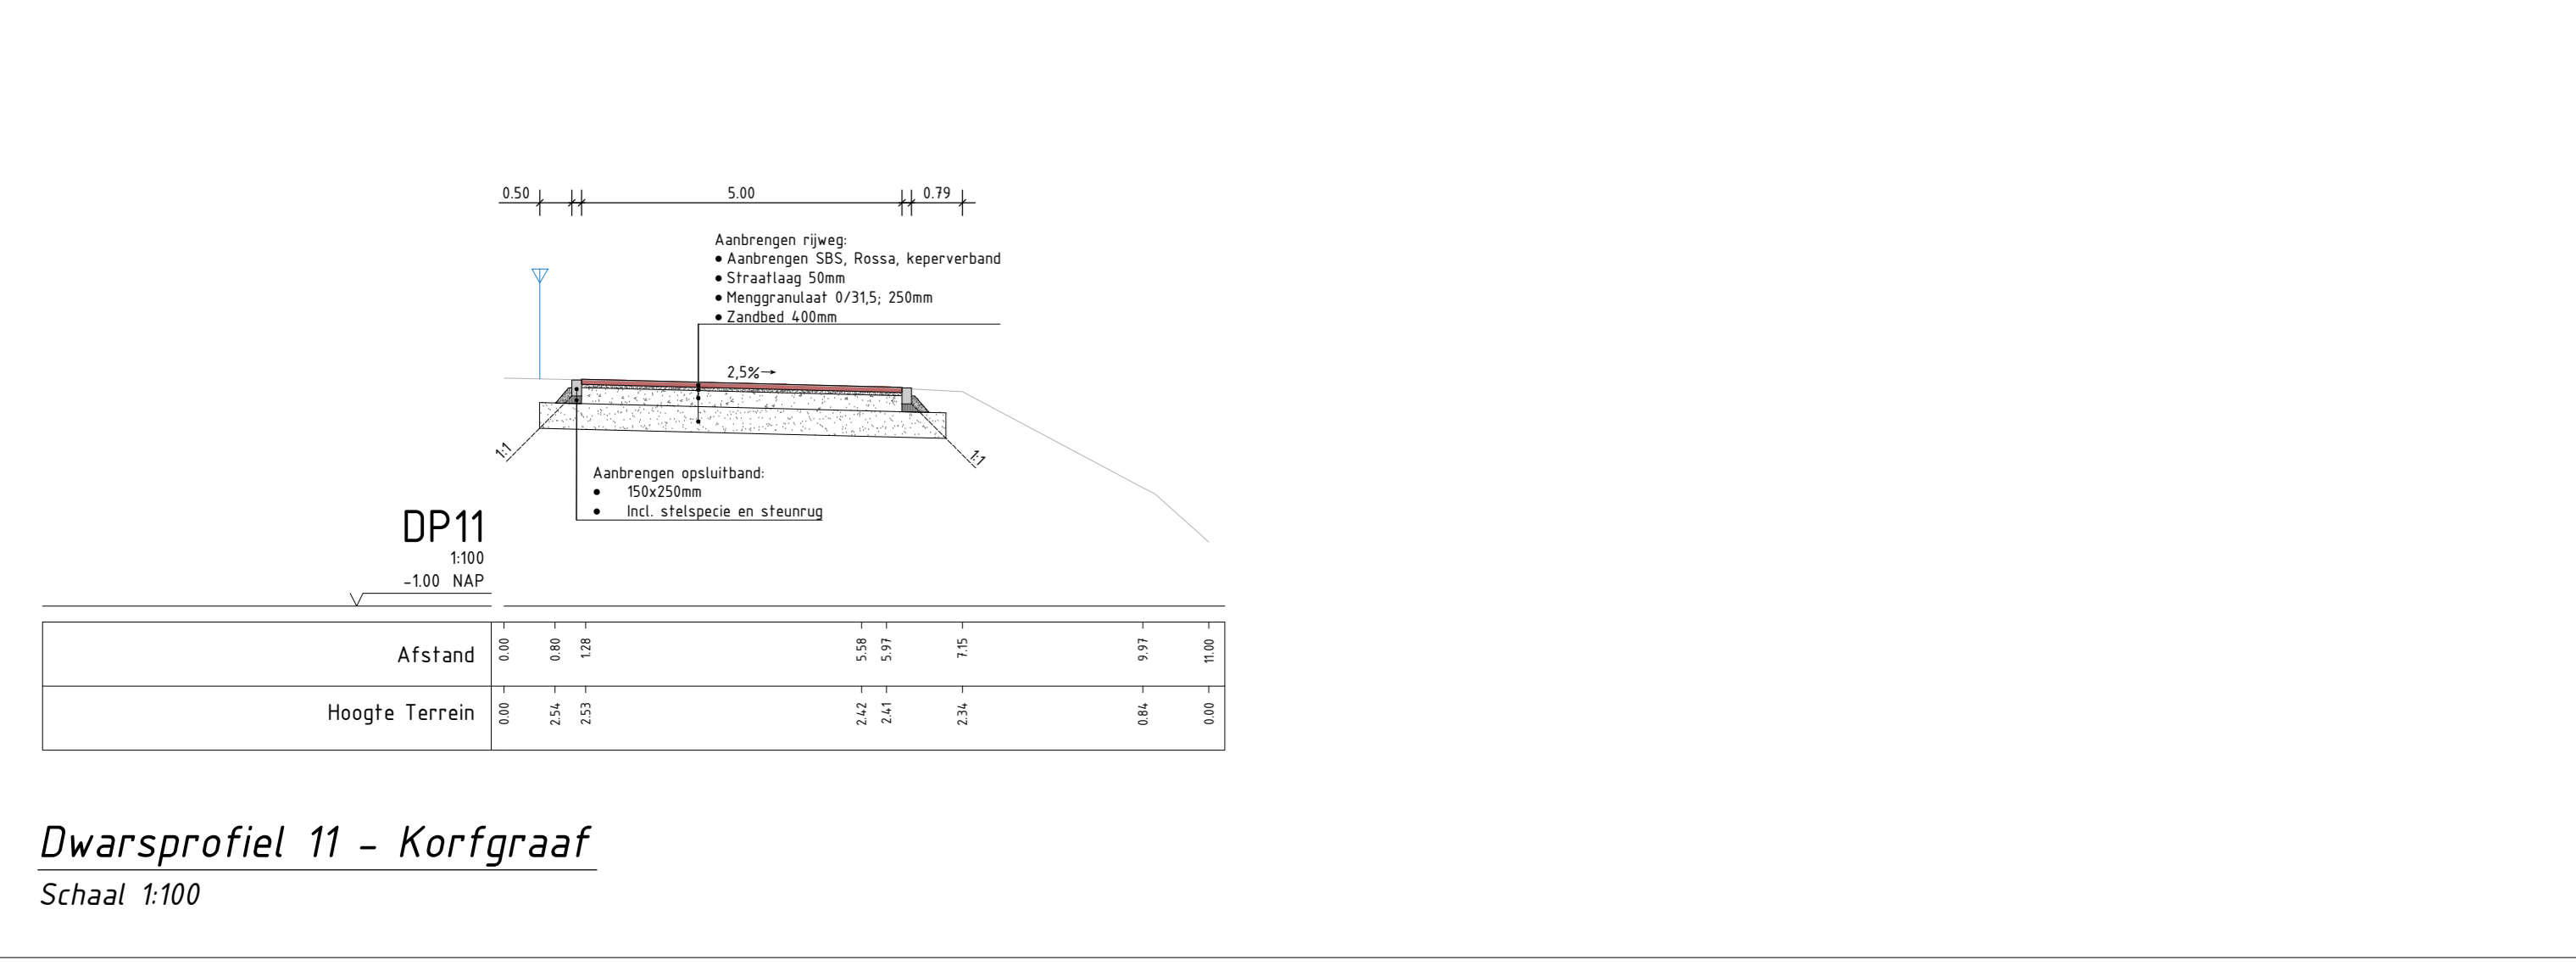 0.50 5.00 0.79
Aanbrengen rijweg:
• Aanbrengen SBS, Rossa, keperverband
• Straatlaag 50mm
• Menggranulaat 0/31,5; 250mm
• Zandbed 400mm
2,5%→
1:1 1:1
Aanbrengen opsluitband:
• 150x250mm
• Incl. stelspecie en steunrug
DP11
1:100
-1.00 NAP
Afstand 0.00 0.80 1.28 5.58 5.97 7.15 9.97 11.00
Hoogte Terrein 0.00 2.54 2.53 2.42 2.41 2.34 0.84 0.00
Dwarsprofiel 11 - Korfgraaf
Schaal 1:100